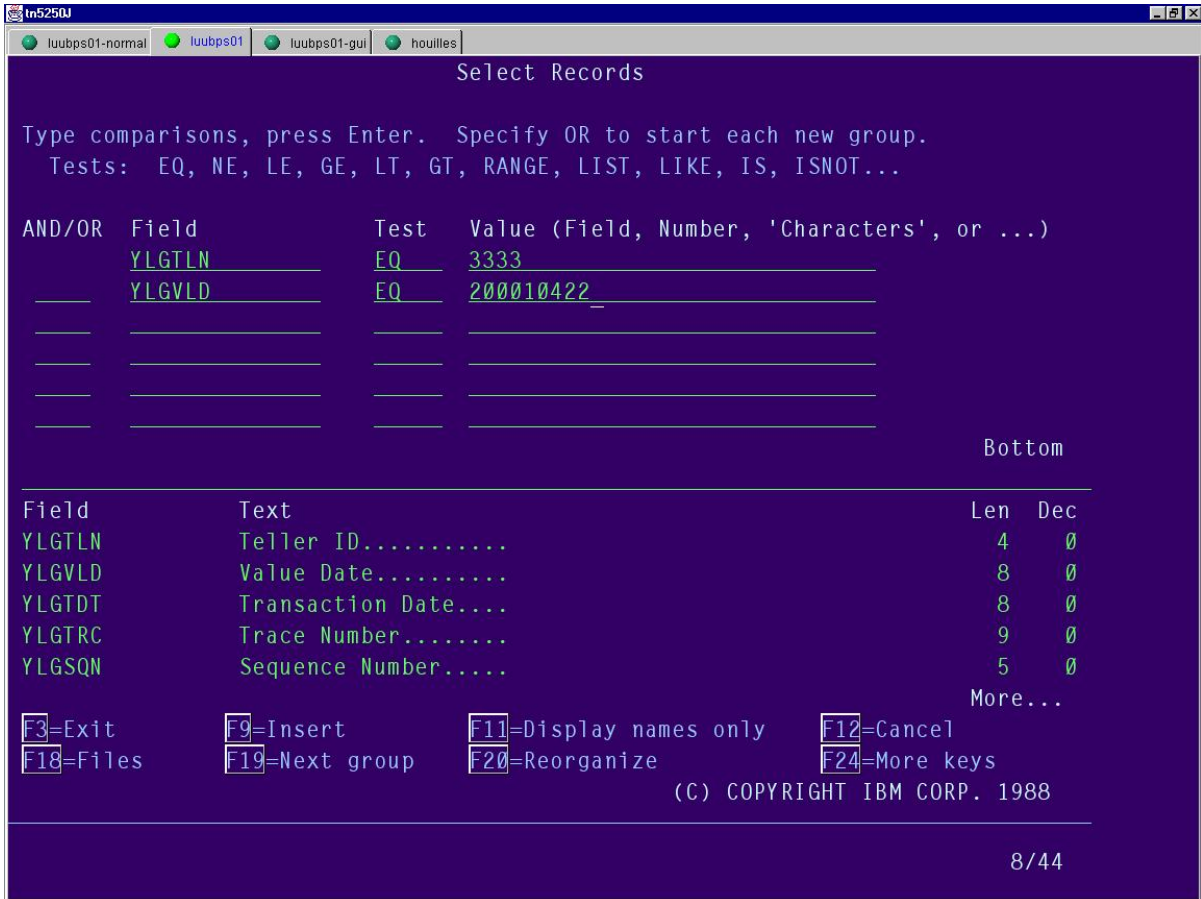 tn5250J
luubps01-normal luubps01 luubps01-gui houilles
Select Records
Type comparisons, press Enter. Specify OR to start each new group.
Tests: EQ, NE, LE, GE, LT, GT, RANGE, LIST, LIKE, IS, ISNOT...
AND/OR Field Test Value (Field, Number, 'Characters', or ...)
YLGTLN EQ 3333
YLGVLD EQ 200010422
Bottom
Field Text Len Dec
YLGTLN Teller ID........... 4 0
YLGVLD Value Date.......... 8 0
YLGTDT Transaction Date.... 8 0
YLGTRC Trace Number........ 9 0
YLGSQN Sequence Number..... 5 0
More...
F3=Exit F9=Insert F11=Display names only F12=Cancel
F18=Files F19=Next group F20=Reorganize F24=More keys
(C) COPYRIGHT IBM CORP. 1988
8/44